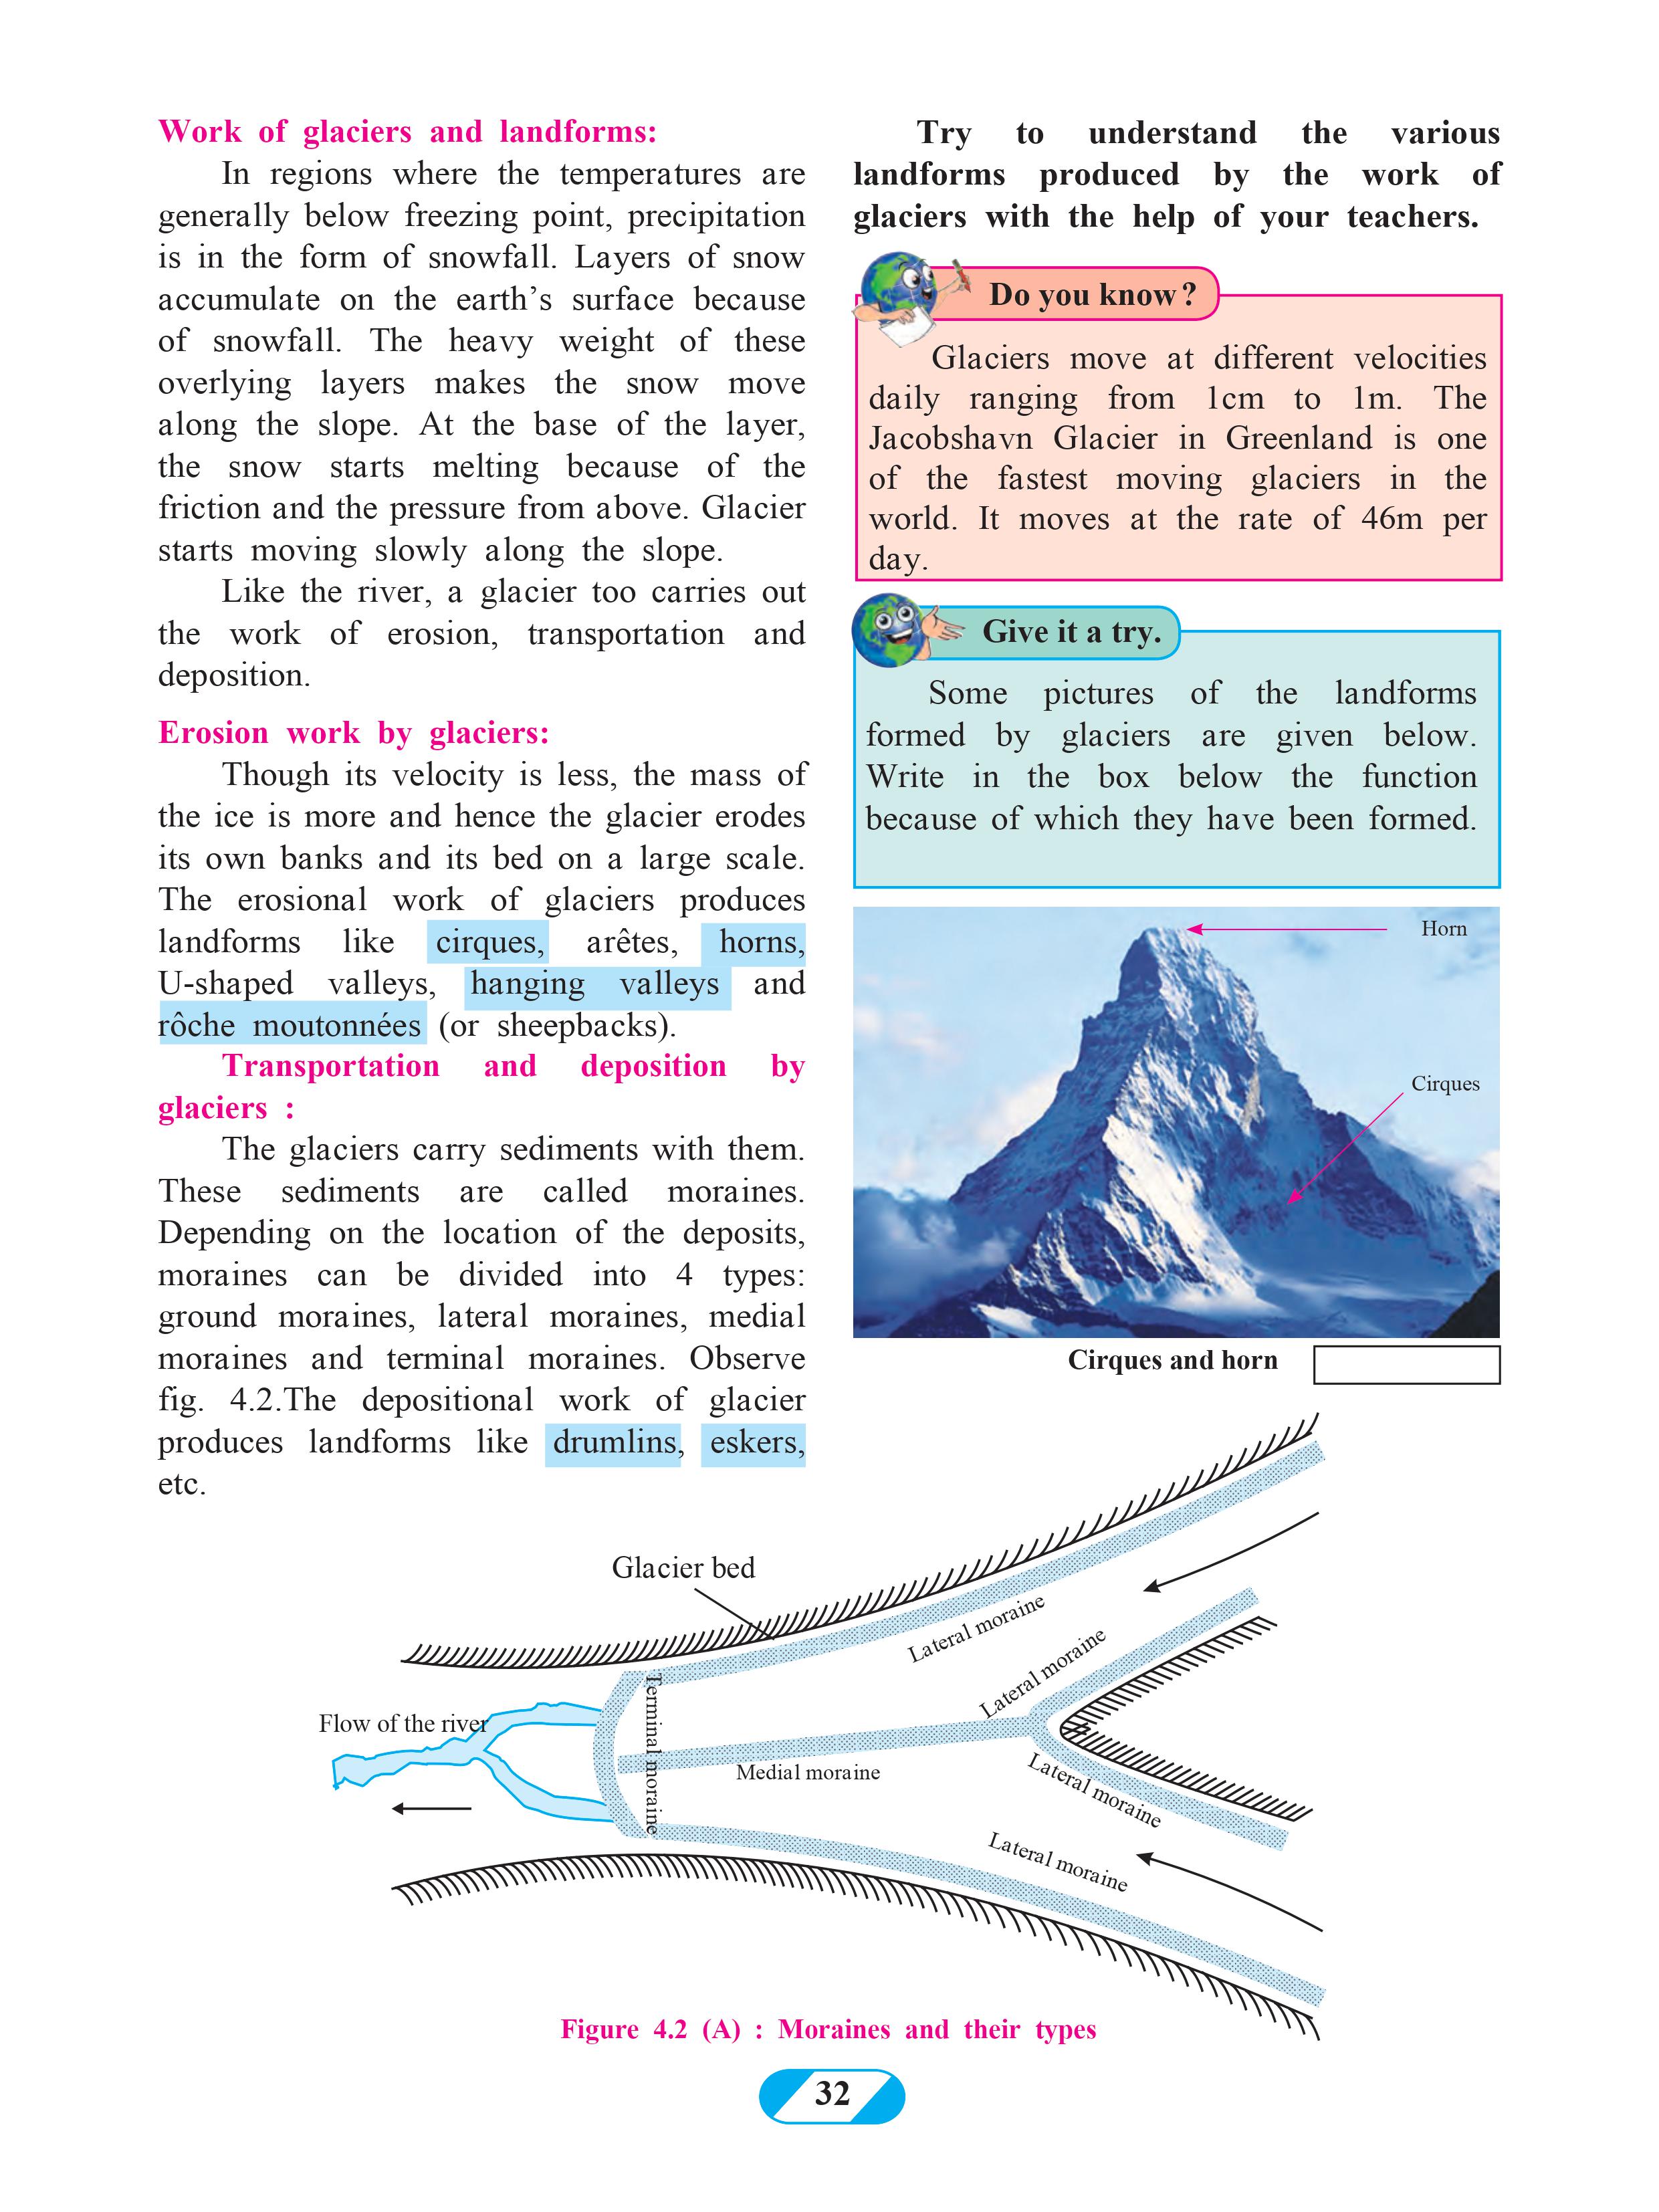 Work of glaciers and landforms:
In regions where the temperatures are
generally below freezing point, precipitation
is in the form of snowfall. Layers of snow
accumulate on the earth’s surface because
of snowfall. The heavy weight of these
overlying layers makes the snow move
along the slope. At the base of the layer,
the snow starts melting because of the
friction and the pressure from above. Glacier
starts moving slowly along the slope.
Like the river, a glacier too carries out
the work of erosion, transportation and
deposition.
Erosion work by glaciers:
Though its velocity is less, the mass of
the ice is more and hence the glacier erodes
its own banks and its bed on a large scale.
The erosional work of glaciers produces
landforms like cirques, arêtes, horns,
U-shaped valleys, hanging valleys and
rôche moutonnées (or sheepbacks).
Transportation and deposition by
glaciers :
The glaciers carry sediments with them.
These sediments are called moraines.
Depending on the location of the deposits,
moraines can be divided into 4 types:
ground moraines, lateral moraines, medial
moraines and terminal moraines. Observe
fig. 4.2.The depositional work of glacier
produces landforms like drumlins, eskers,
etc.
Try to understand the various
landforms produced by the work of
glaciers with the help of your teachers.
Do you know?
Glaciers move at different velocities
daily ranging from 1cm to 1m. The
Jacobshavn Glacier in Greenland is one
of the fastest moving glaciers in the
world. It moves at the rate of 46m per
day.
Give it a try.
Some pictures of the landforms
formed by glaciers are given below.
Write in the box below the function
because of which they have been formed.
Horn
Cirques
Cirques and horn
Glacier bed
Lateral moraine
Lateral moraine
Terminal moraine
Flow of the river
Medial moraine
Lateral moraine
Lateral moraine
Figure 4.2 (A) : Moraines and their types
32